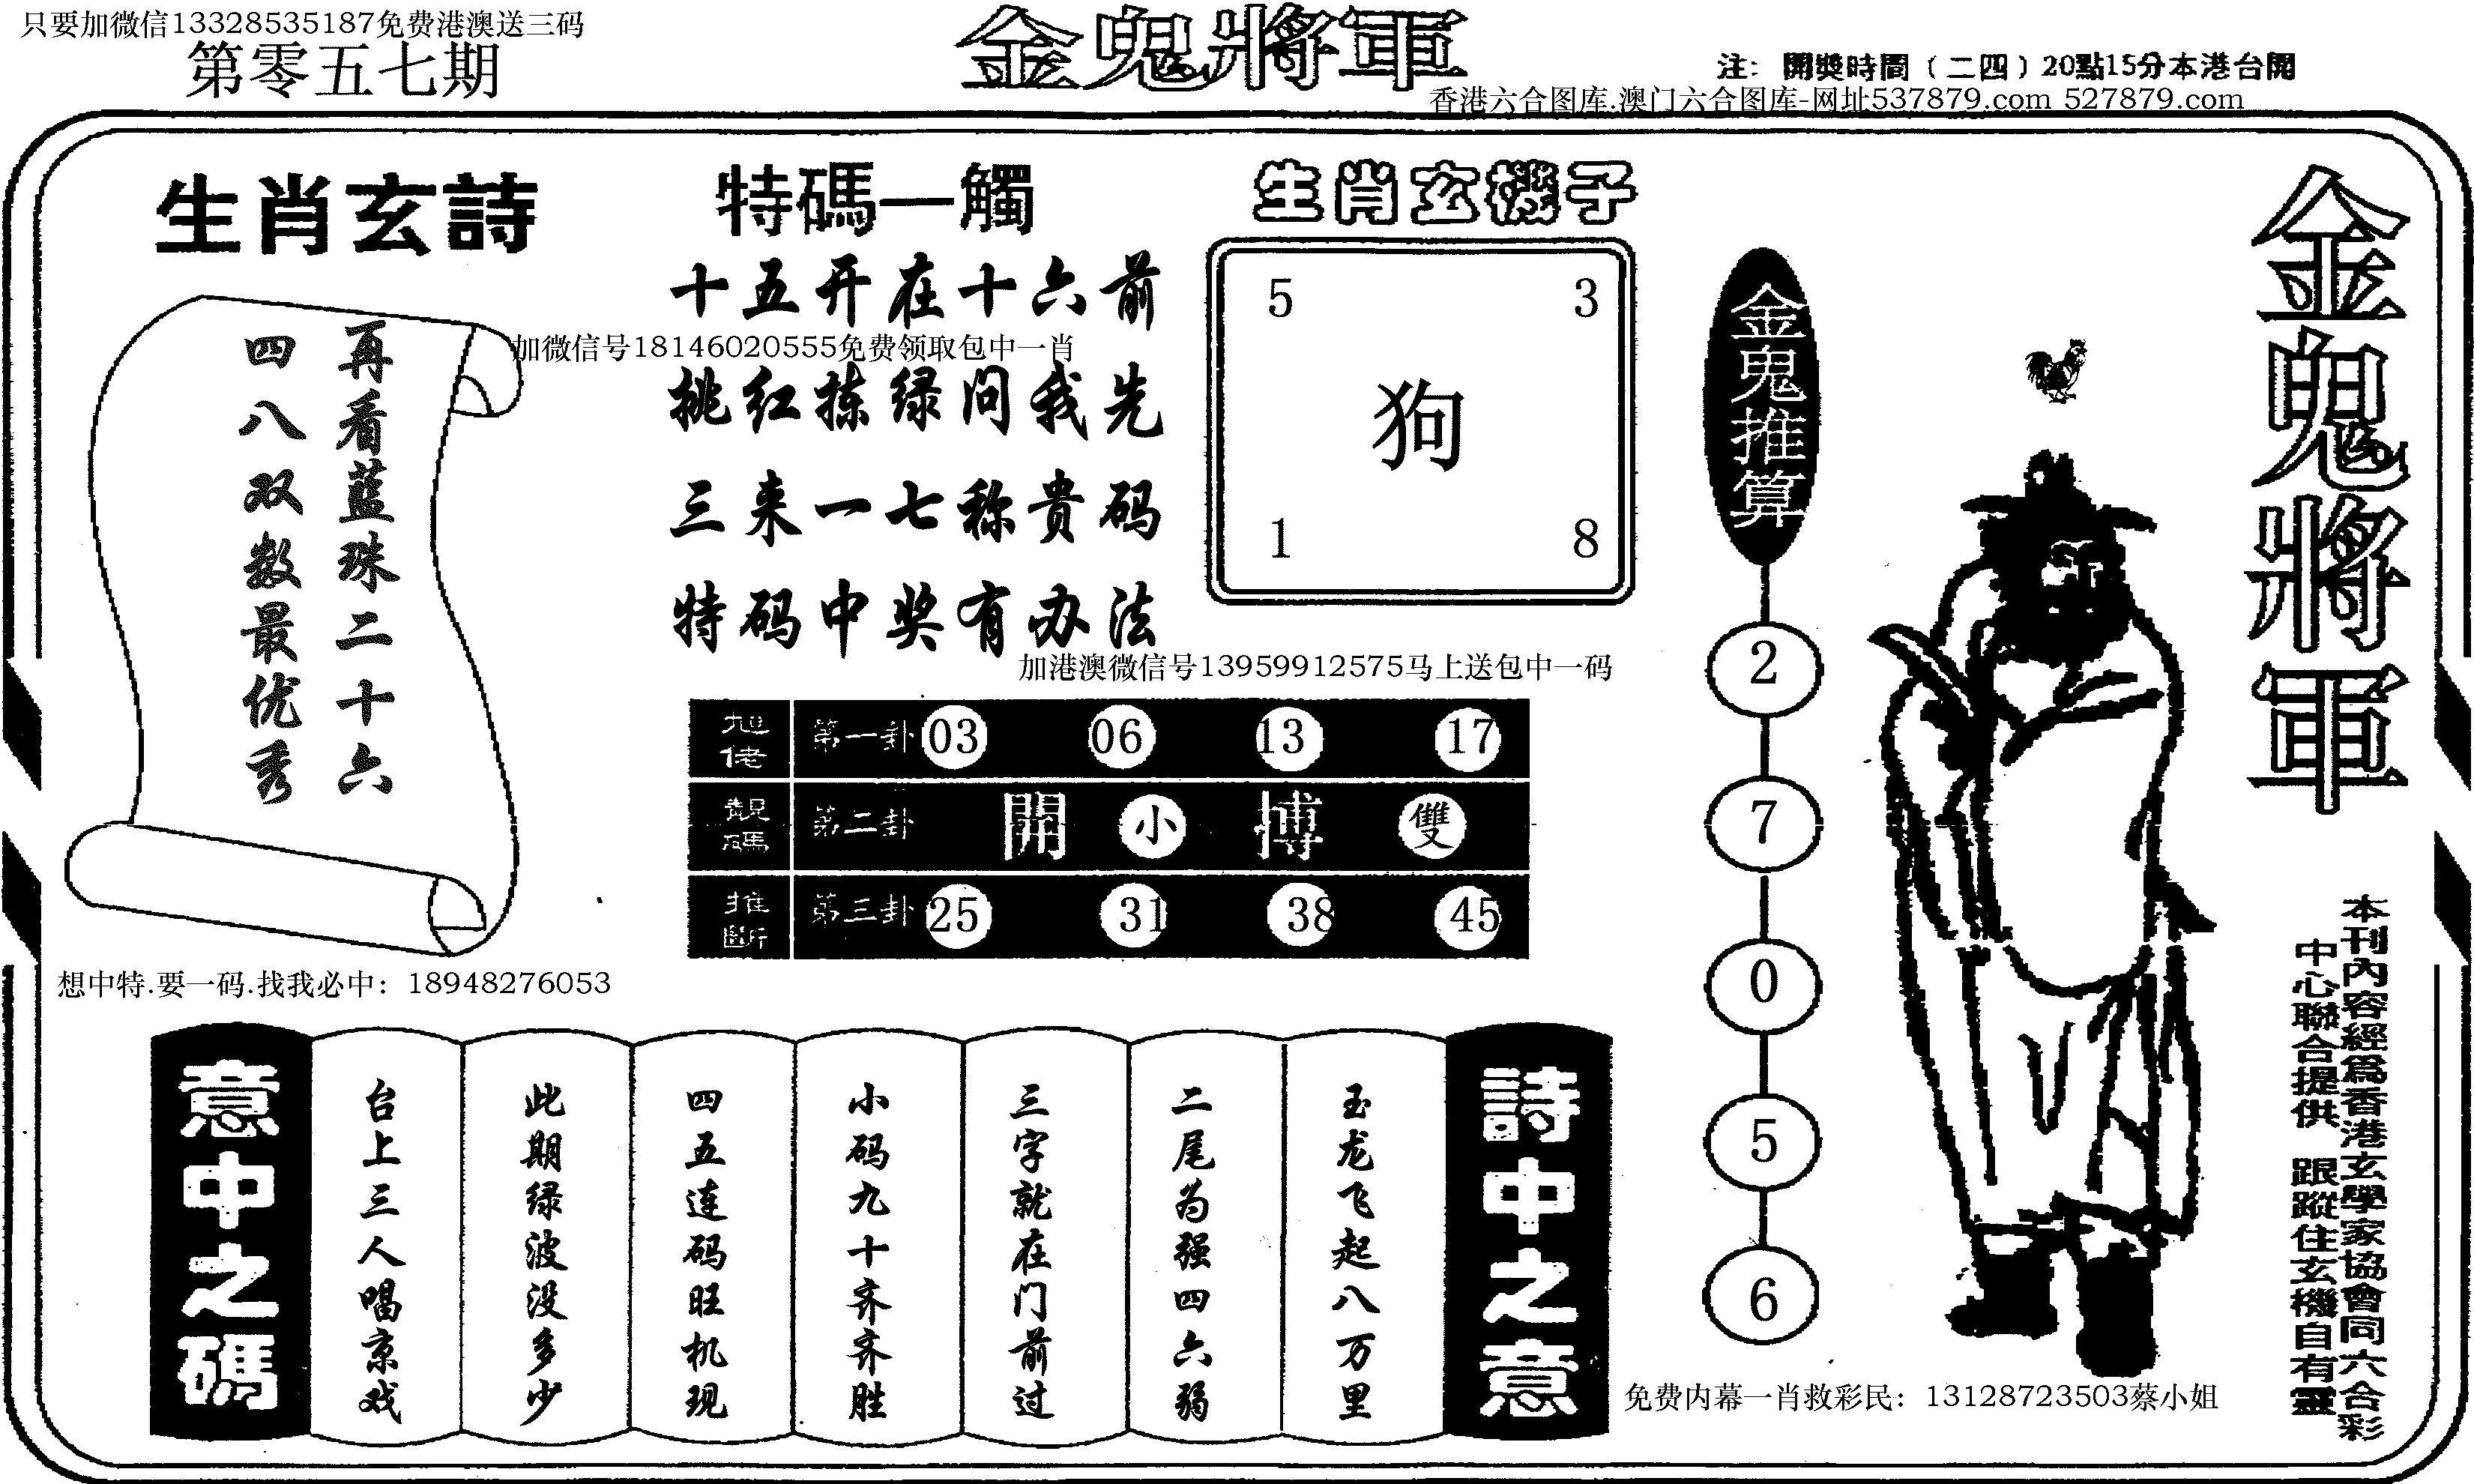 只要加微信13328535187免费港澳送三码
第零五七期
金鬼將軍
注：開獎時間（二四）20點15分本港台開
香港六合图库.澳门六合图库-网址537879.com 527879.com
生肖玄詩
再看蓝珠二十六
四八双数最优秀
特碼一觸
十五开在十六前
加微信号18146020555免费领取包中一肖
挑红拣绿问我先
三来一七称贵码
特码中奖有办法
加港澳微信号13959912575马上送包中一码
生肖玄機子
5 3
狗
1 8
旭佬
第一卦 03 06 13 17
靚碼
第二卦 開 小 博 雙
推斷
第三卦 25 31 38 45
金鬼推算
2
7
0
5
6
金鬼將軍
本刊內容經爲香港玄學家協會同六合彩
中心聯合提供 跟蹤住玄機自有靈
想中特.要一码.找我必中：18948276053
詩中之意
玉龙飞起八万里
二尾为强四六弱
三字就在门前过
小码九十齐齐胜
四五连码旺机现
此期绿波没多少
台上三人唱京戏
意中之碼
免费内幕一肖救彩民：13128723503蔡小姐